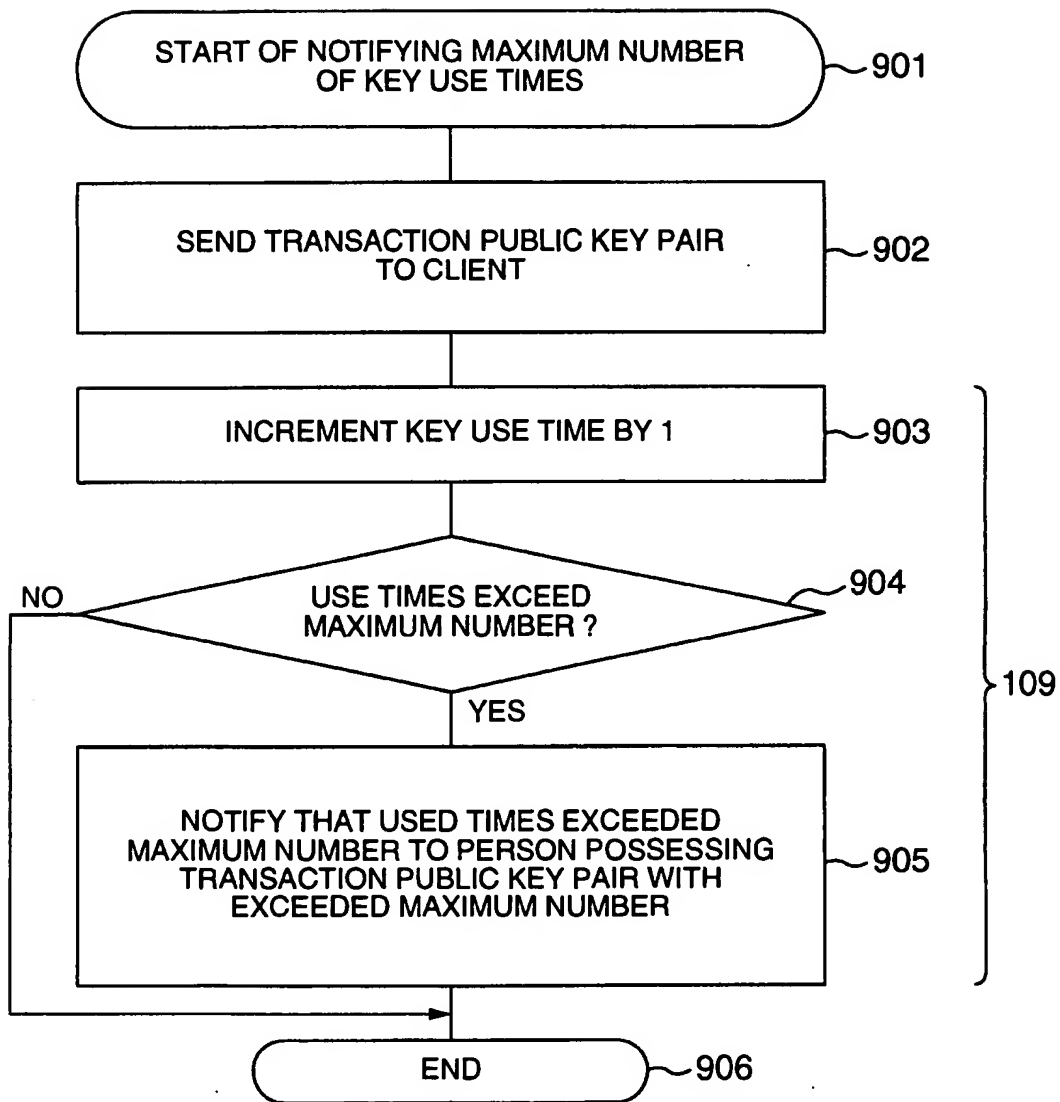 START OF NOTIFYING MAXIMUM NUMBER
OF KEY USE TIMES
901
SEND TRANSACTION PUBLIC KEY PAIR
TO CLIENT
902
INCREMENT KEY USE TIME BY 1
903
904
NO
USE TIMES EXCEED
MAXIMUM NUMBER ?
109
YES
NOTIFY THAT USED TIMES EXCEEDED
MAXIMUM NUMBER TO PERSON POSSESSING
TRANSACTION PUBLIC KEY PAIR WITH
EXCEEDED MAXIMUM NUMBER
905
END
906